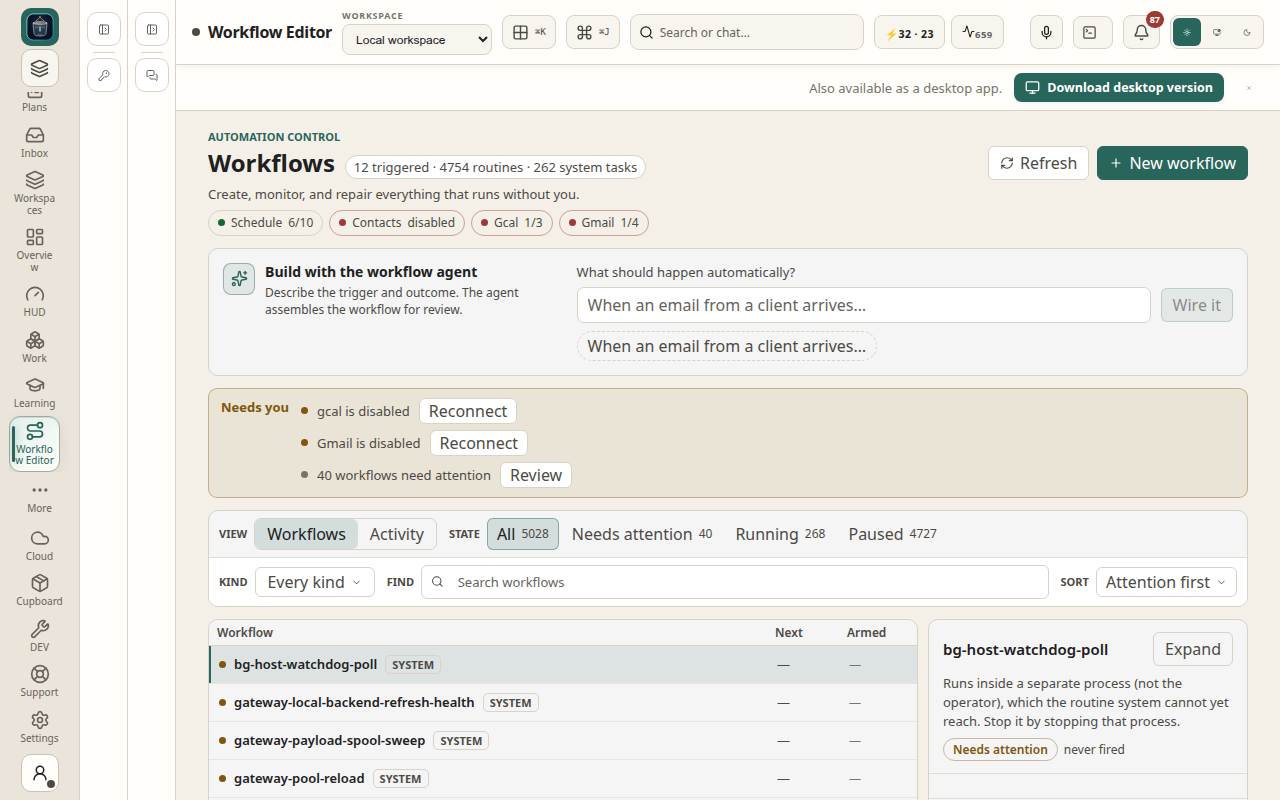 Workflow Editor
WORKSPACE
Local workspace
⌘K
⌘J
Search or chat...
⚡32 · 23
659
87
Also available as a desktop app.
Download desktop version
×
Plans
Inbox
Workspa
ces
Overvie
w
HUD
Work
Learning
Workflo
w Editor
More
Cloud
Cupboard
DEV
Support
Settings
AUTOMATION CONTROL
Workflows
12 triggered · 4754 routines · 262 system tasks
Create, monitor, and repair everything that runs without you.
Refresh
New workflow
Schedule 6/10
Contacts disabled
Gcal 1/3
Gmail 1/4
Build with the workflow agent
Describe the trigger and outcome. The agent
assembles the workflow for review.
What should happen automatically?
When an email from a client arrives...
Wire it
When an email from a client arrives...
Needs you
gcal is disabled Reconnect
Gmail is disabled Reconnect
40 workflows need attention Review
VIEW Workflows Activity STATE All 5028 Needs attention 40 Running 268 Paused 4727
KIND Every kind FIND Search workflows SORT Attention first
Workflow Next Armed
bg-host-watchdog-poll SYSTEM — —
gateway-local-backend-refresh-health SYSTEM — —
gateway-payload-spool-sweep SYSTEM — —
gateway-pool-reload SYSTEM — —
bg-host-watchdog-poll
Expand
Runs inside a separate process (not the
operator), which the routine system cannot yet
reach. Stop it by stopping that process.
Needs attention never fired